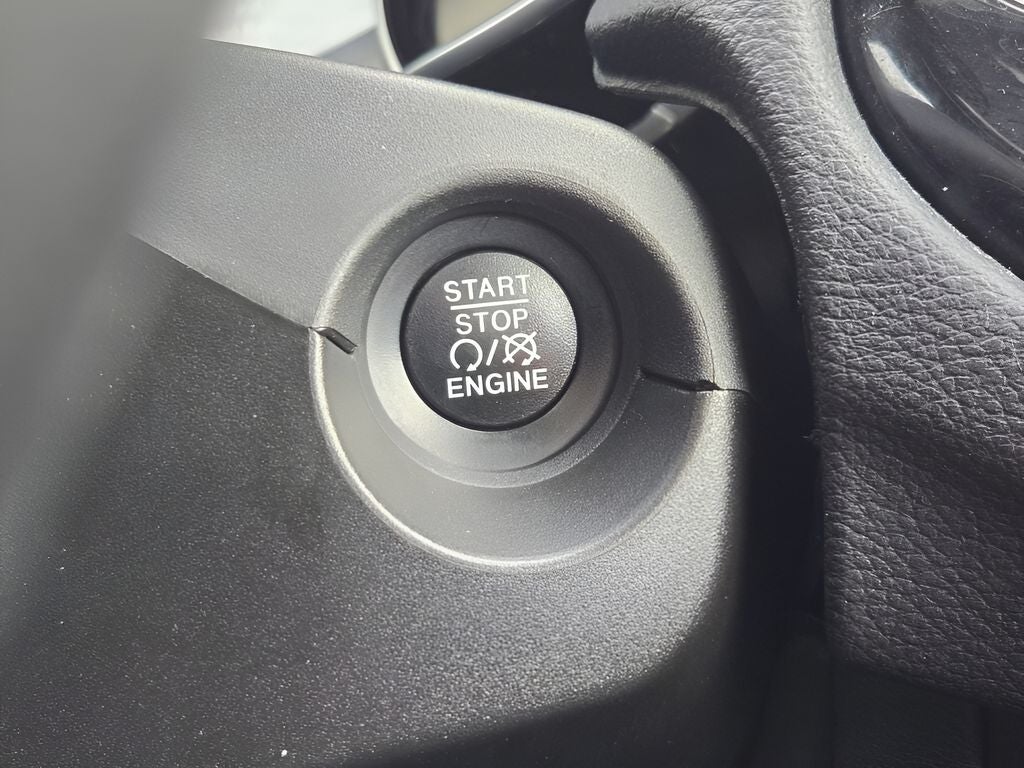 START
STOP
/
ENGINE